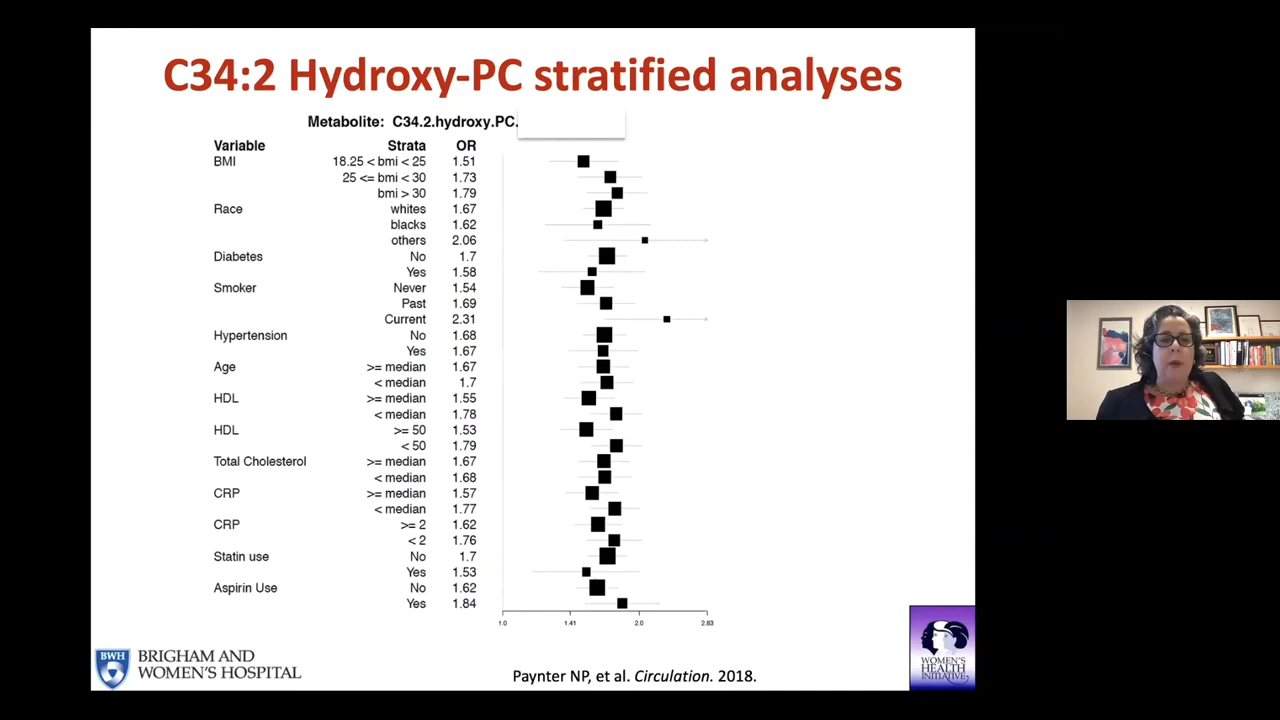 C34:2 Hydroxy-PC stratified analyses
Metabolite: C34.2.hydroxy.PC.
Variable Strata OR
BMI 18.25 < bmi < 25 1.51
25 <= bmi < 30 1.73
bmi > 30 1.79
Race whites 1.67
blacks 1.62
others 2.06
Diabetes No 1.7
Yes 1.58
Smoker Never 1.54
Past 1.69
Current 2.31
Hypertension No 1.68
Yes 1.67
Age >= median 1.67
< median 1.7
HDL >= median 1.55
< median 1.78
HDL >= 50 1.53
< 50 1.79
Total Cholesterol >= median 1.67
< median 1.68
CRP >= median 1.57
< median 1.77
CRP >= 2 1.62
< 2 1.76
Statin use No 1.7
Yes 1.53
Aspirin Use No 1.62
Yes 1.84
1.0 1.41 2.0 2.83
BWH
BRIGHAM AND
WOMEN'S HOSPITAL
Paynter NP, et al. Circulation. 2018.
WOMEN'S
HEALTH
INITIATIVE